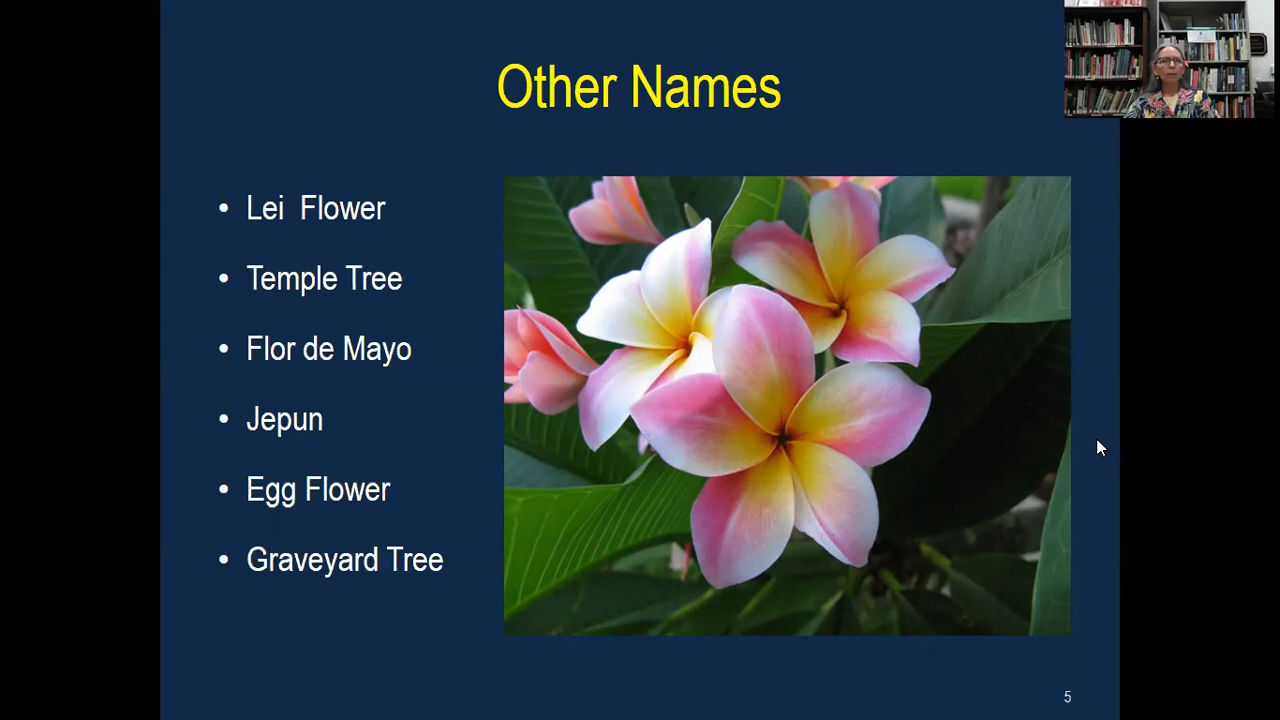 Other Names
• Lei  Flower
• Temple Tree
• Flor de Mayo
• Jepun
• Egg Flower
• Graveyard Tree
5